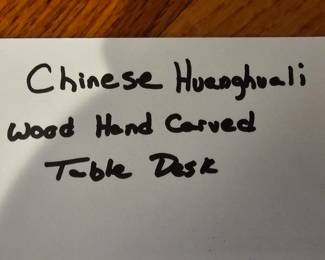 Chinese Huanghuali
Wood Hand Carved
Table Desk